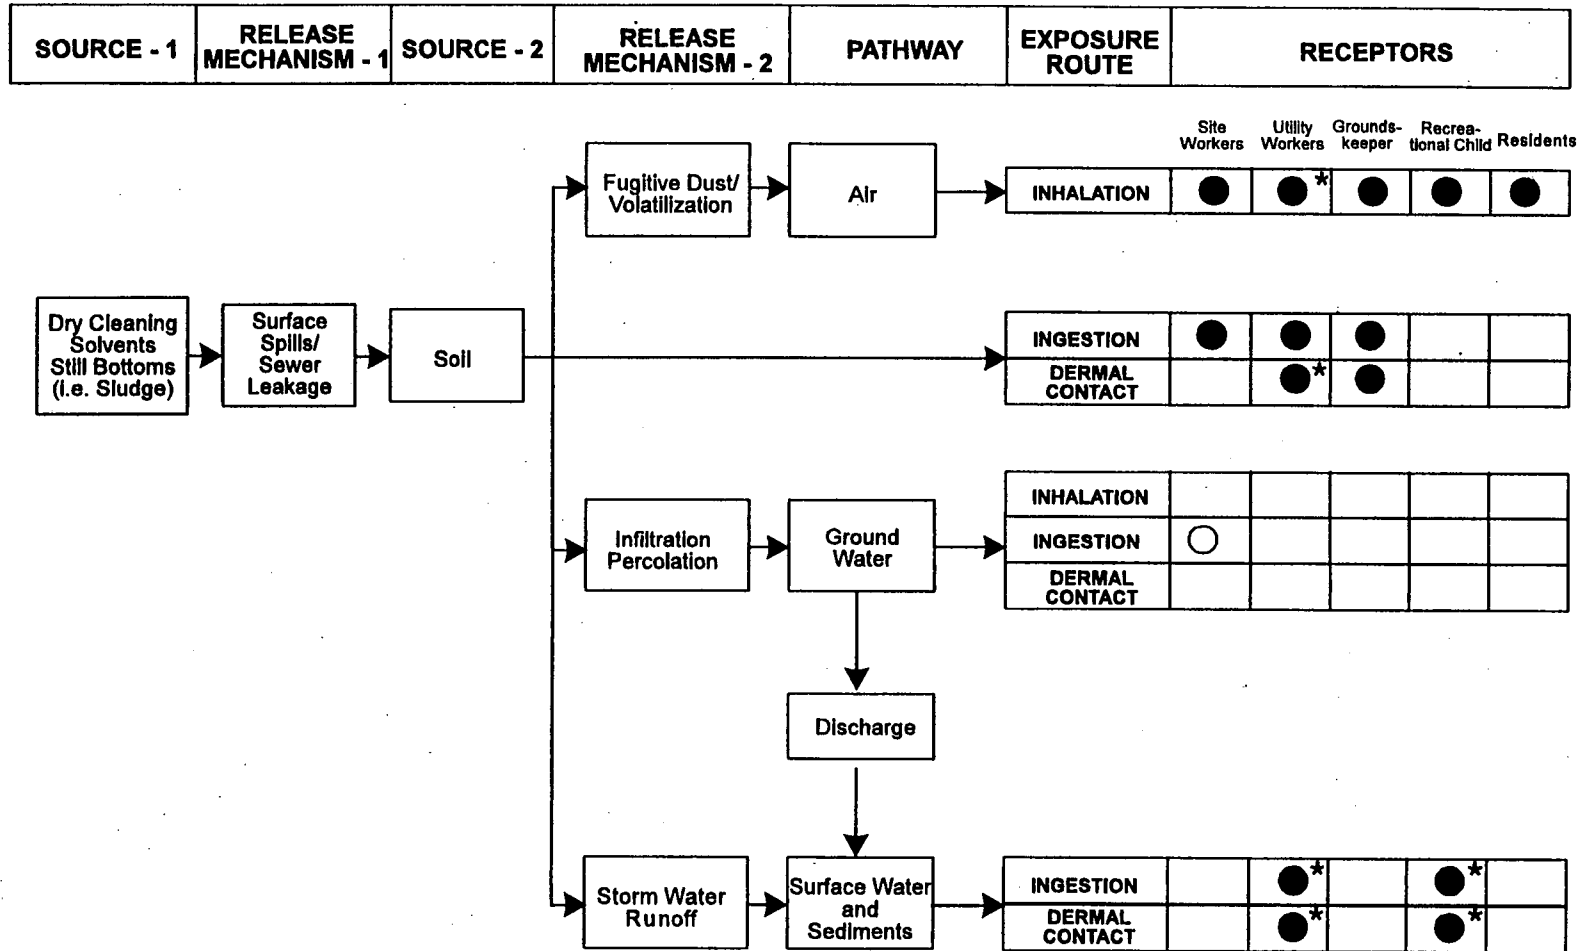 SOURCE - 1
RELEASE
MECHANISM - 1
SOURCE - 2
RELEASE
MECHANISM - 2
PATHWAY
EXPOSURE
ROUTE
RECEPTORS
Site
Workers
Utility
Workers
Grounds-
keeper
Recrea-
tional Child
Residents
Fugitive Dust/
Volatilization
Air
INHALATION
*
Dry Cleaning
Solvents
Still Bottoms
(i.e. Sludge)
Surface
Spills/
Sewer
Leakage
Soil
INGESTION
DERMAL
CONTACT
*
Infiltration
Percolation
Ground
Water
INHALATION
INGESTION
DERMAL
CONTACT
Discharge
Storm Water
Runoff
Surface Water
and
Sediments
INGESTION
* *
DERMAL
CONTACT
* *